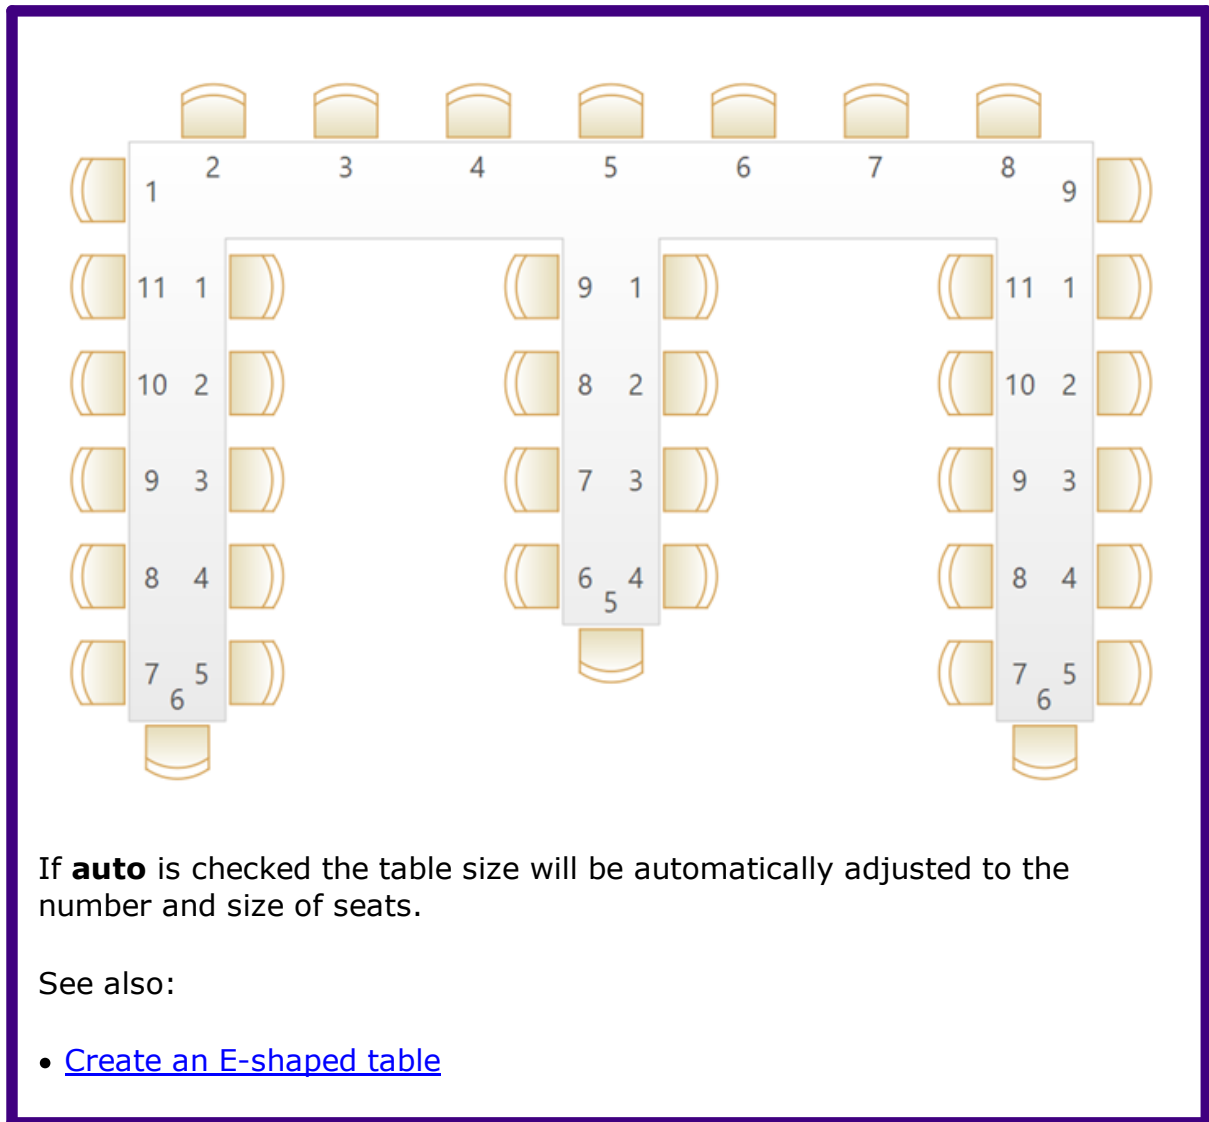 2 3 4 5 6 7 8
1 9
11 1 9 1 11 1
10 2 8 2 10 2
9 3 7 3 9 3
8 4 6 4 8 4
5
7 5 7 5
6 6
If auto is checked the table size will be automatically adjusted to the
number and size of seats.
See also:
• Create an E-shaped table